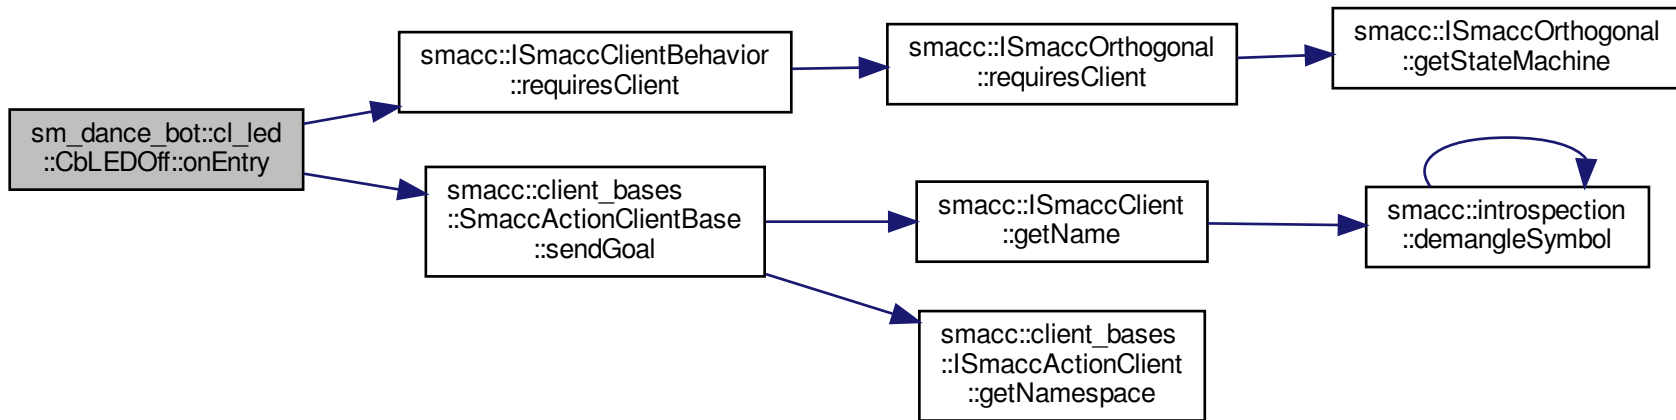 sm_dance_bot::cl_led
::CbLEDOff::onEntry
smacc::ISmaccClientBehavior
::requiresClient
smacc::ISmaccOrthogonal
::requiresClient
smacc::ISmaccOrthogonal
::getStateMachine
smacc::client_bases
::SmaccActionClientBase
::sendGoal
smacc::ISmaccClient
::getName
smacc::introspection
::demangleSymbol
smacc::client_bases
::ISmaccActionClient
::getNamespace